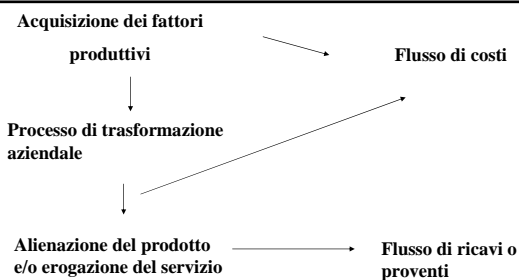 Acquisizione dei fattori
produttivi
Flusso di costi
Processo di trasformazione
aziendale
Alienazione del prodotto
e/o erogazione del servizio
Flusso di ricavi o
proventi